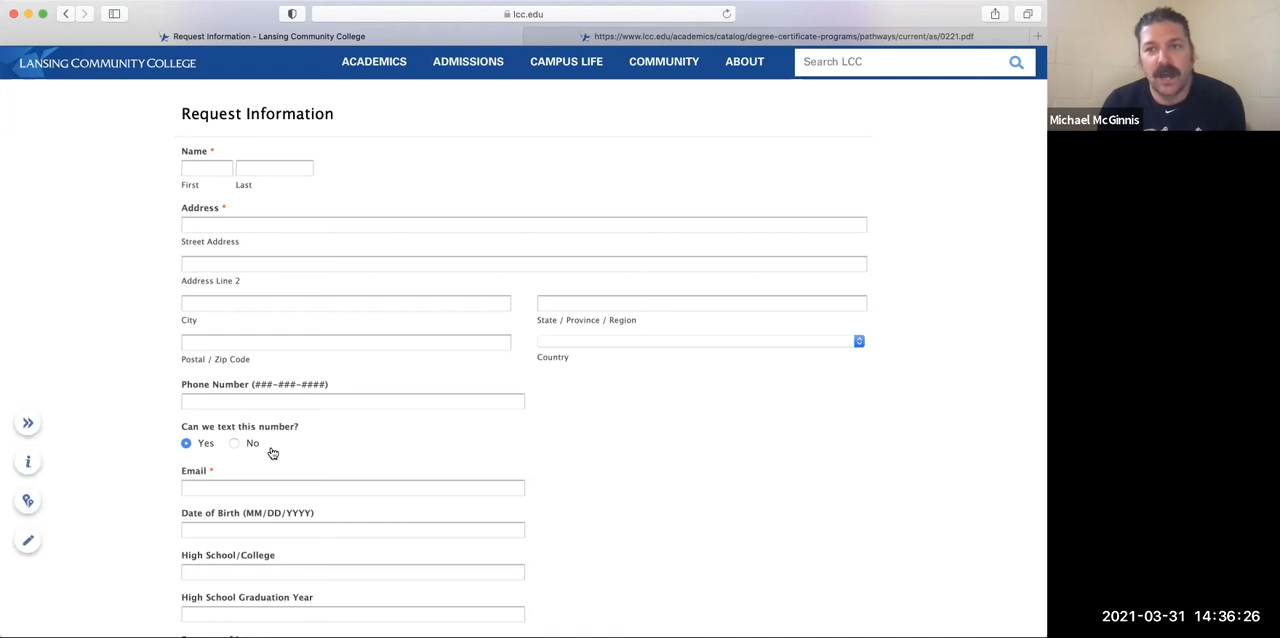 lcc.edu
Request Information - Lansing Community College
https://www.lcc.edu/academics/catalog/degree-certificate-programs/pathways/current/as/0221.pdf
LANSING COMMUNITY COLLEGE
ACADEMICS
ADMISSIONS
CAMPUS LIFE
COMMUNITY
ABOUT
Search LCC
Michael McGinnis
Request Information
Name *
First Last
Address *
Street Address
Address Line 2
City State / Province / Region
Postal / Zip Code Country
Phone Number (###-###-####)
Can we text this number?
Yes No
Email *
Date of Birth (MM/DD/YYYY)
High School/College
High School Graduation Year
2021-03-31 14:36:26